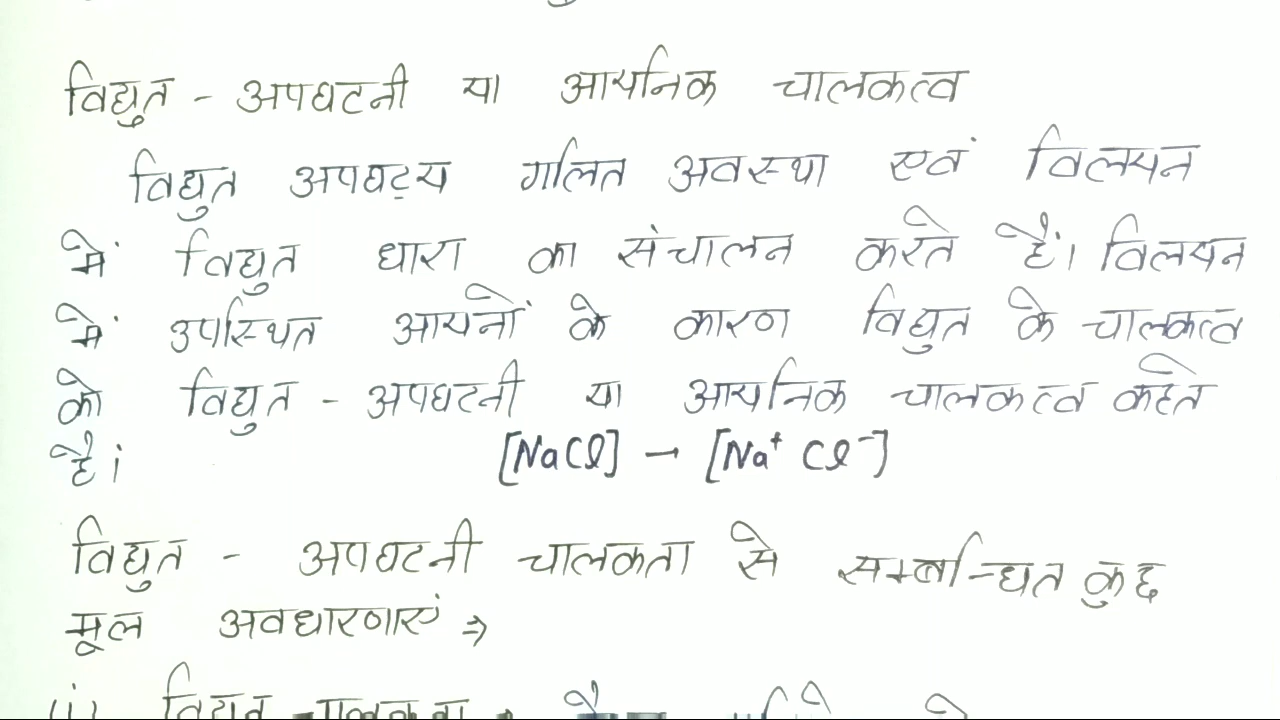 विद्युत - अपघटनी या आयनिक चालकत्व
विद्युत अपघट्य गलित अवस्था एवं विलयन
में विद्युत धारा का संचालन करते हैं। विलयन
में उपस्थित आयनों के कारण विद्युत के चालकत्व
को विद्युत - अपघटनी या आयनिक चालकत्व कहते
हैं। [NaCl] → [Na⁺ Cl⁻]
विद्युत - अपघटनी चालकता से सम्बन्धित कुछ
मूल अवधारणाएं ⇒